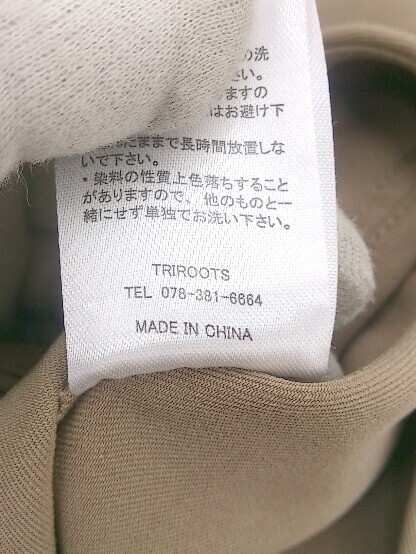 の洗
さい。
ますの
はお避け下
たままで長時間放置しな
いで下さい。
・染料の性質上色落ちすること
がありますので、他のものと一
緒にせず単独でお洗い下さい。
TRIROOTS
TEL 078-381-6664
MADE IN CHINA